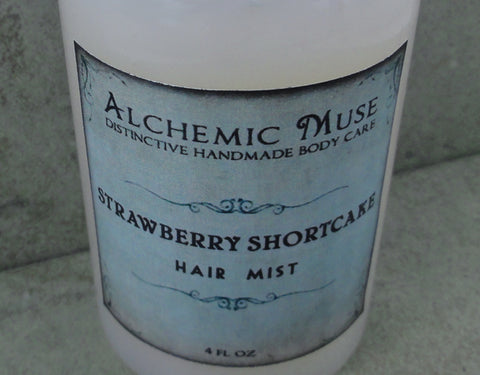 ALCHEMIC MUSE
DISTINCTIVE HANDMADE BODY CARE
STRAWBERRY SHORTCAKE
HAIR MIST
4 FL OZ